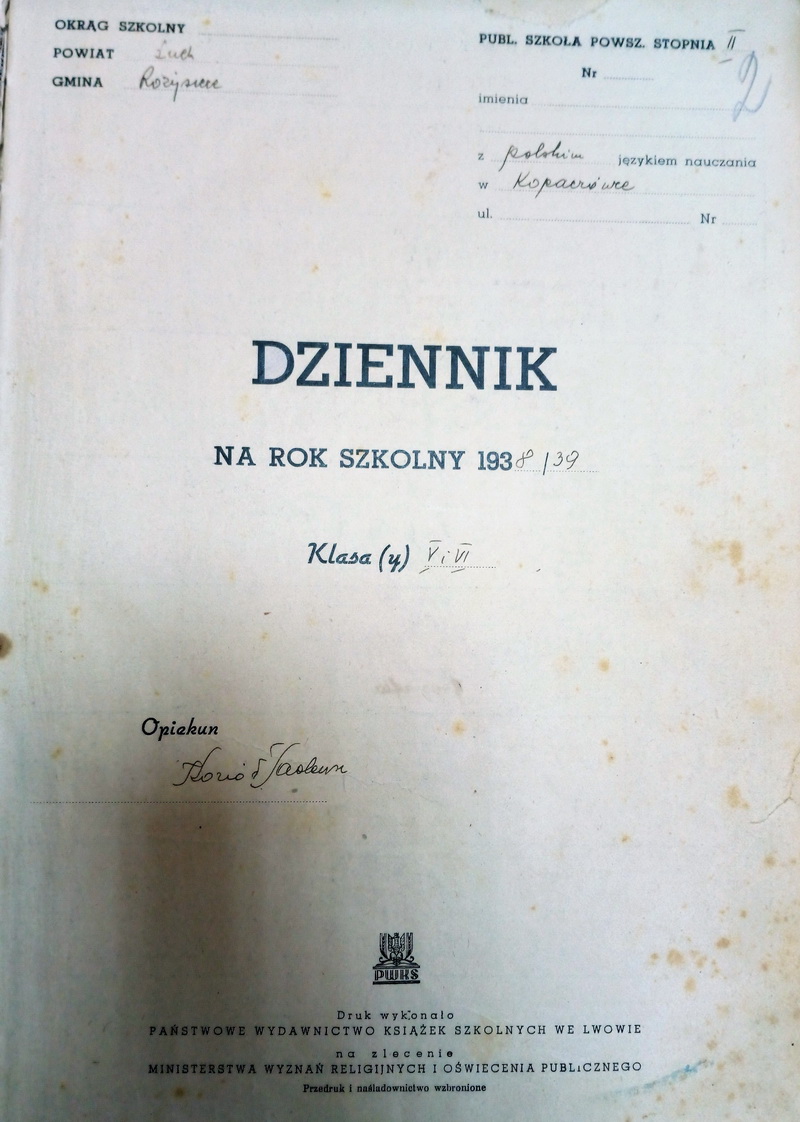 OKRĄG SZKOLNY
POWIAT Łuck
GMINA Rożyszcze
PUBL. SZKOŁA POWSZ. STOPNIA II
2
Nr
imienia
z polskim językiem nauczania
w Kopaczówce
ul. Nr
DZIENNIK
NA ROK SZKOLNY 1938/39
Klasa (y) V i VI
Opiekun
PWKS
Druk wykonało
PAŃSTWOWE WYDAWNICTWO KSIĄŻEK SZKOLNYCH WE LWOWIE
na zlecenie
MINISTERSTWA WYZNAŃ RELIGIJNYCH I OŚWIECENIA PUBLICZNEGO
Przedruk i naśladownictwo wzbronione